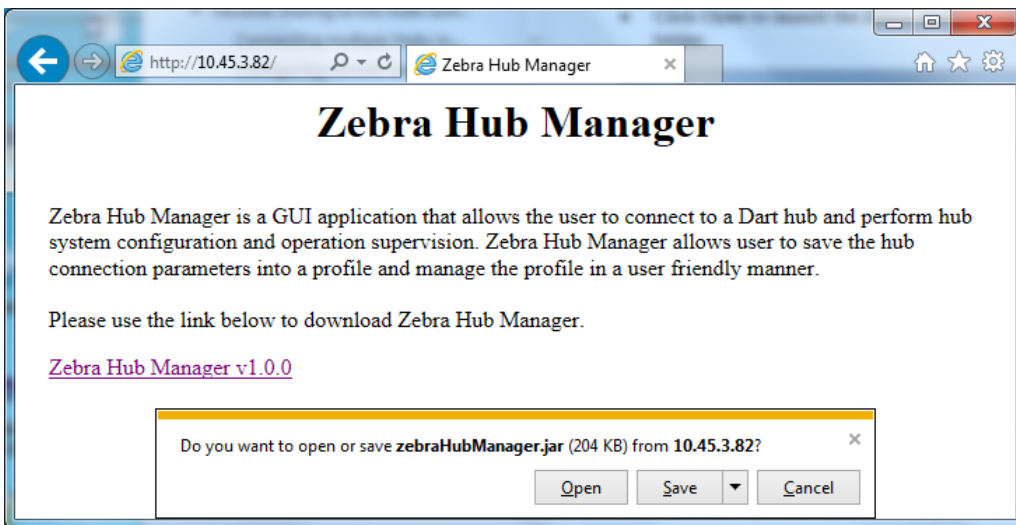 http://10.45.3.82/
Zebra Hub Manager
Zebra Hub Manager
Zebra Hub Manager is a GUI application that allows the user to connect to a Dart hub and perform hub
system configuration and operation supervision. Zebra Hub Manager allows user to save the hub
connection parameters into a profile and manage the profile in a user friendly manner.
Please use the link below to download Zebra Hub Manager.
Zebra Hub Manager v1.0.0
Do you want to open or save zebraHubManager.jar (204 KB) from 10.45.3.82?
Open Save Cancel